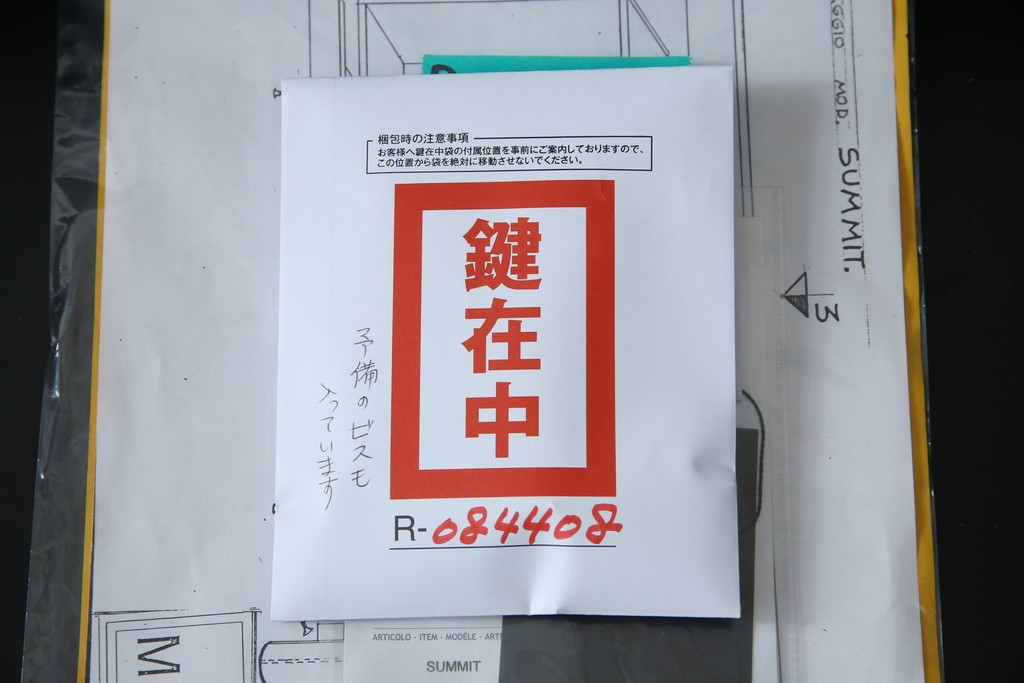 GGIO MOD. SUMMIT.
梱包時の注意事項
お客様へ鍵在中袋の付属位置を事前にご案内しておりますので、
この位置から袋を絶対に移動させないでください。
鍵在中
予備のビスも
入っています
R-084408
3
M
ARTICOLO - ITEM - MODÈLE - ARTI
SUMMIT